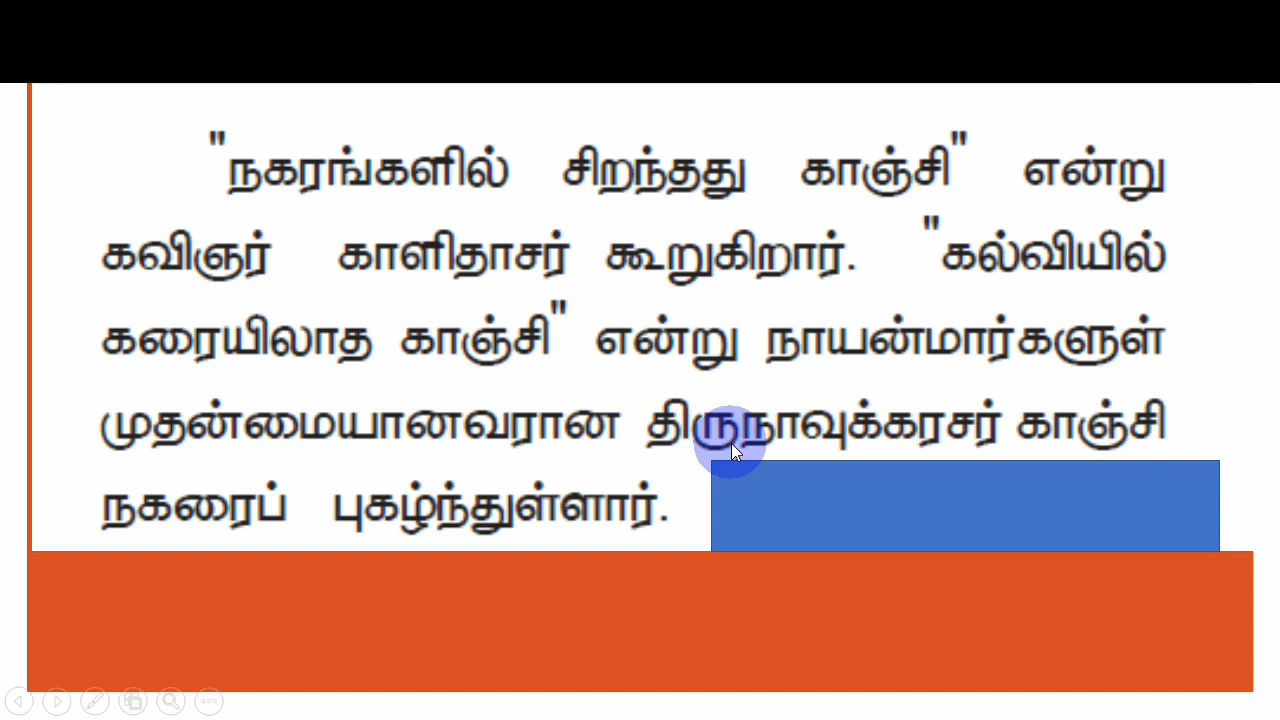 "நகரங்களில் சிறந்தது காஞ்சி" என்று
கவிஞர் காளிதாசர் கூறுகிறார். "கல்வியில்
கரையிலாத காஞ்சி" என்று நாயன்மார்களுள்
முதன்மையானவரான திருநாவுக்கரசர் காஞ்சி
நகரைப் புகழ்ந்துள்ளார்.